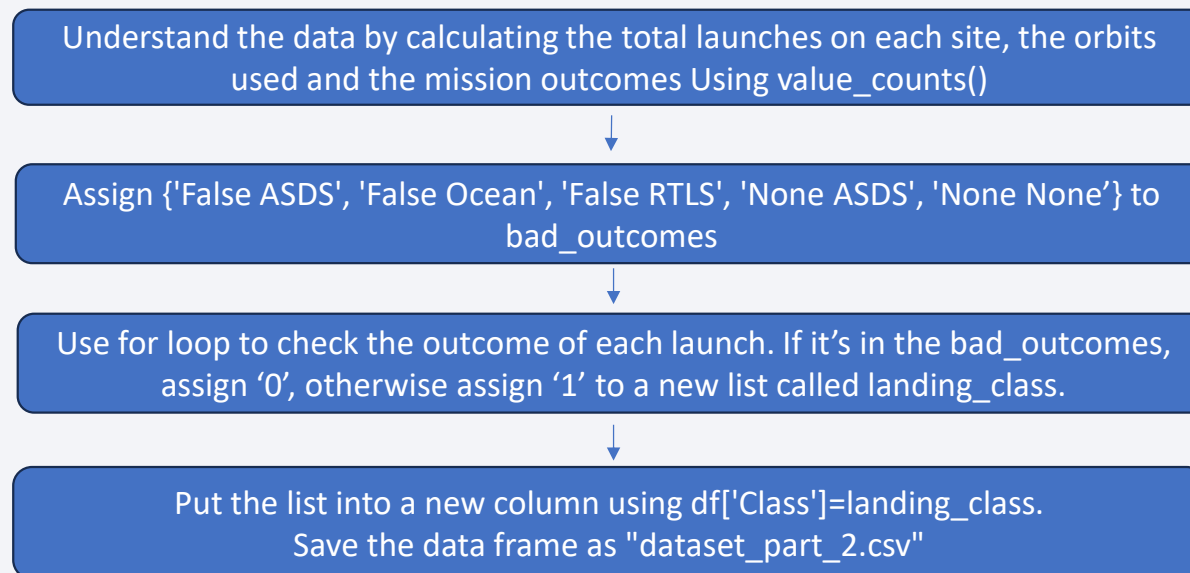 Understand the data by calculating the total launches on each site, the orbits
used and the mission outcomes Using value_counts()
Assign {'False ASDS', 'False Ocean', 'False RTLS', 'None ASDS', 'None None’} to
bad_outcomes
Use for loop to check the outcome of each launch. If it’s in the bad_outcomes,
assign ‘0’, otherwise assign ‘1’ to a new list called landing_class.
Put the list into a new column using df['Class']=landing_class.
Save the data frame as "dataset_part_2.csv"